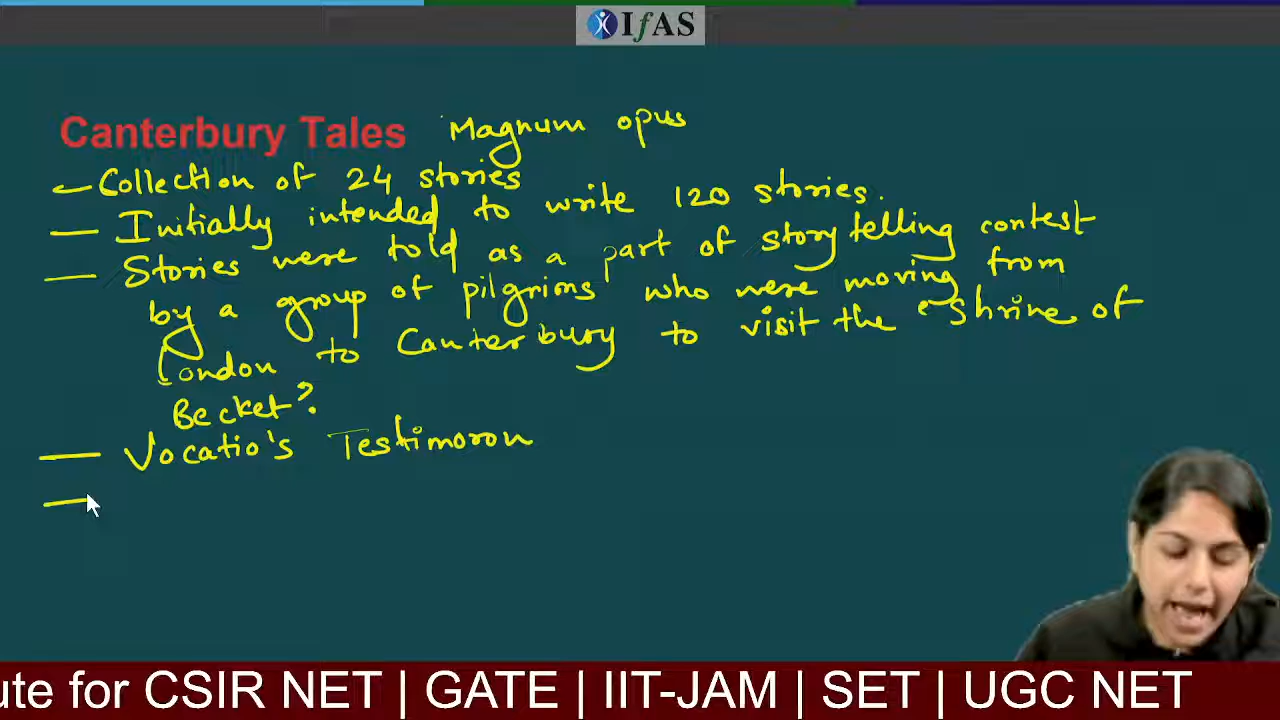 IfAS
Canterbury Tales Magnum opus
— Collection of 24 stories
— Initially intended to write 120 stories.
— Stories were told as a part of story telling contest
by a group of pilgrims who were moving from
London to Canterbury to visit the shrine of
Becket?
— Vocatio's Testimoron
—
ute for CSIR NET | GATE | IIT-JAM | SET | UGC NET